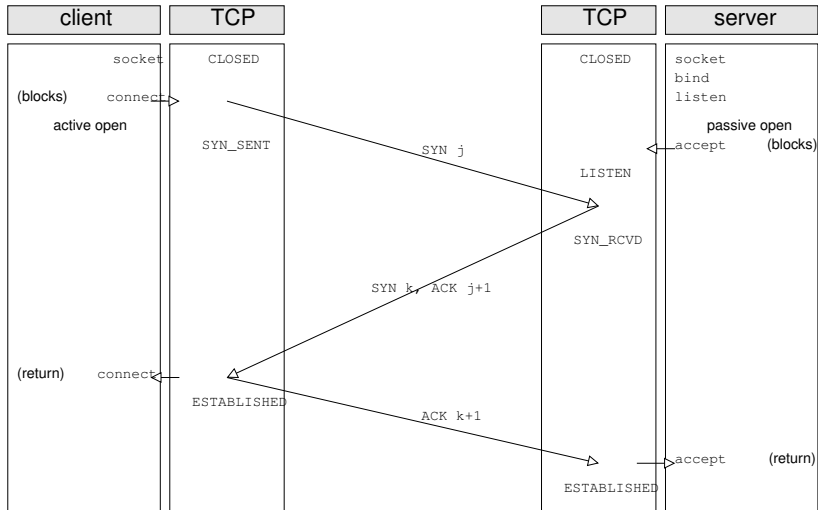 client TCP TCP server
socket CLOSED CLOSED socket
bind
(blocks) connect listen
active open passive open
SYN_SENT SYN j accept (blocks)
LISTEN
SYN_RCVD
SYN k, ACK j+1
(return) connect
ESTABLISHED
ACK k+1
accept (return)
ESTABLISHED